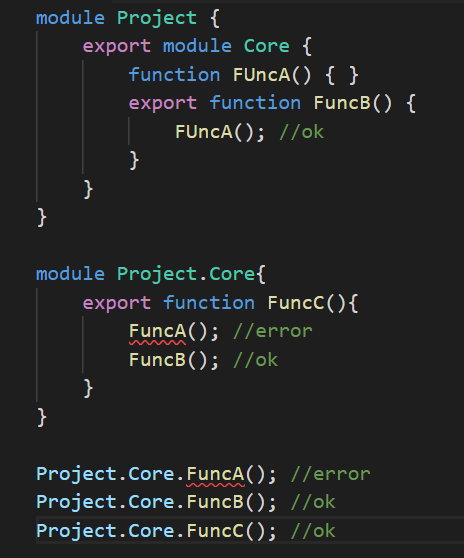 module Project {
export module Core {
function FUncA() { }
export function FuncB() {
FUncA(); //ok
}
}
}
module Project.Core{
export function FuncC(){
FuncA(); //error
FuncB(); //ok
}
}
Project.Core.FuncA(); //error
Project.Core.FuncB(); //ok
Project.Core.FuncC(); //ok